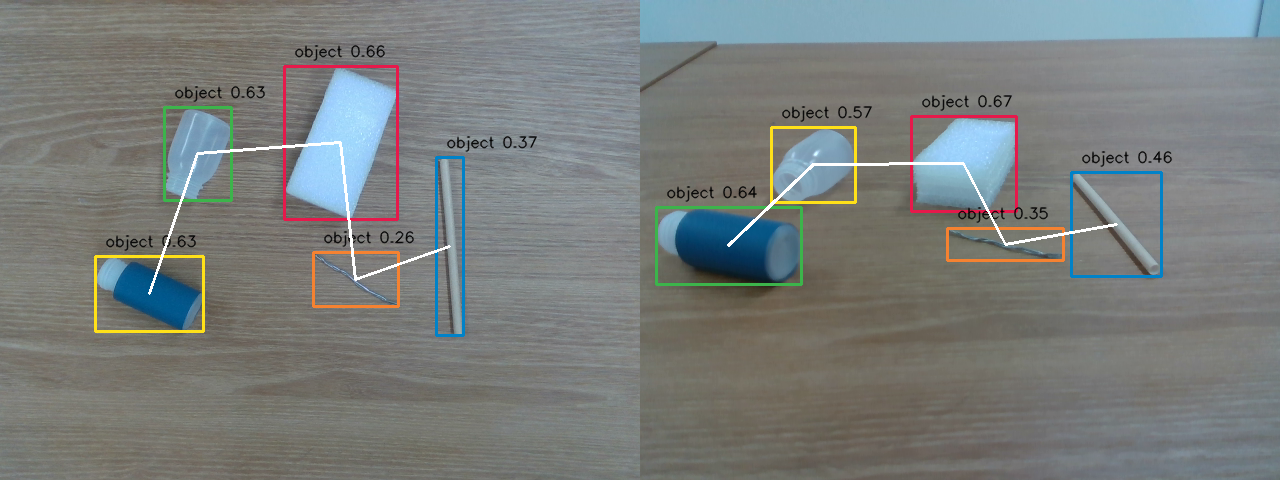 object 0.66
object 0.63
object 0.37
object 0.26
object 0.63
object 0.67
object 0.57
object 0.46
object 0.64
object 0.35